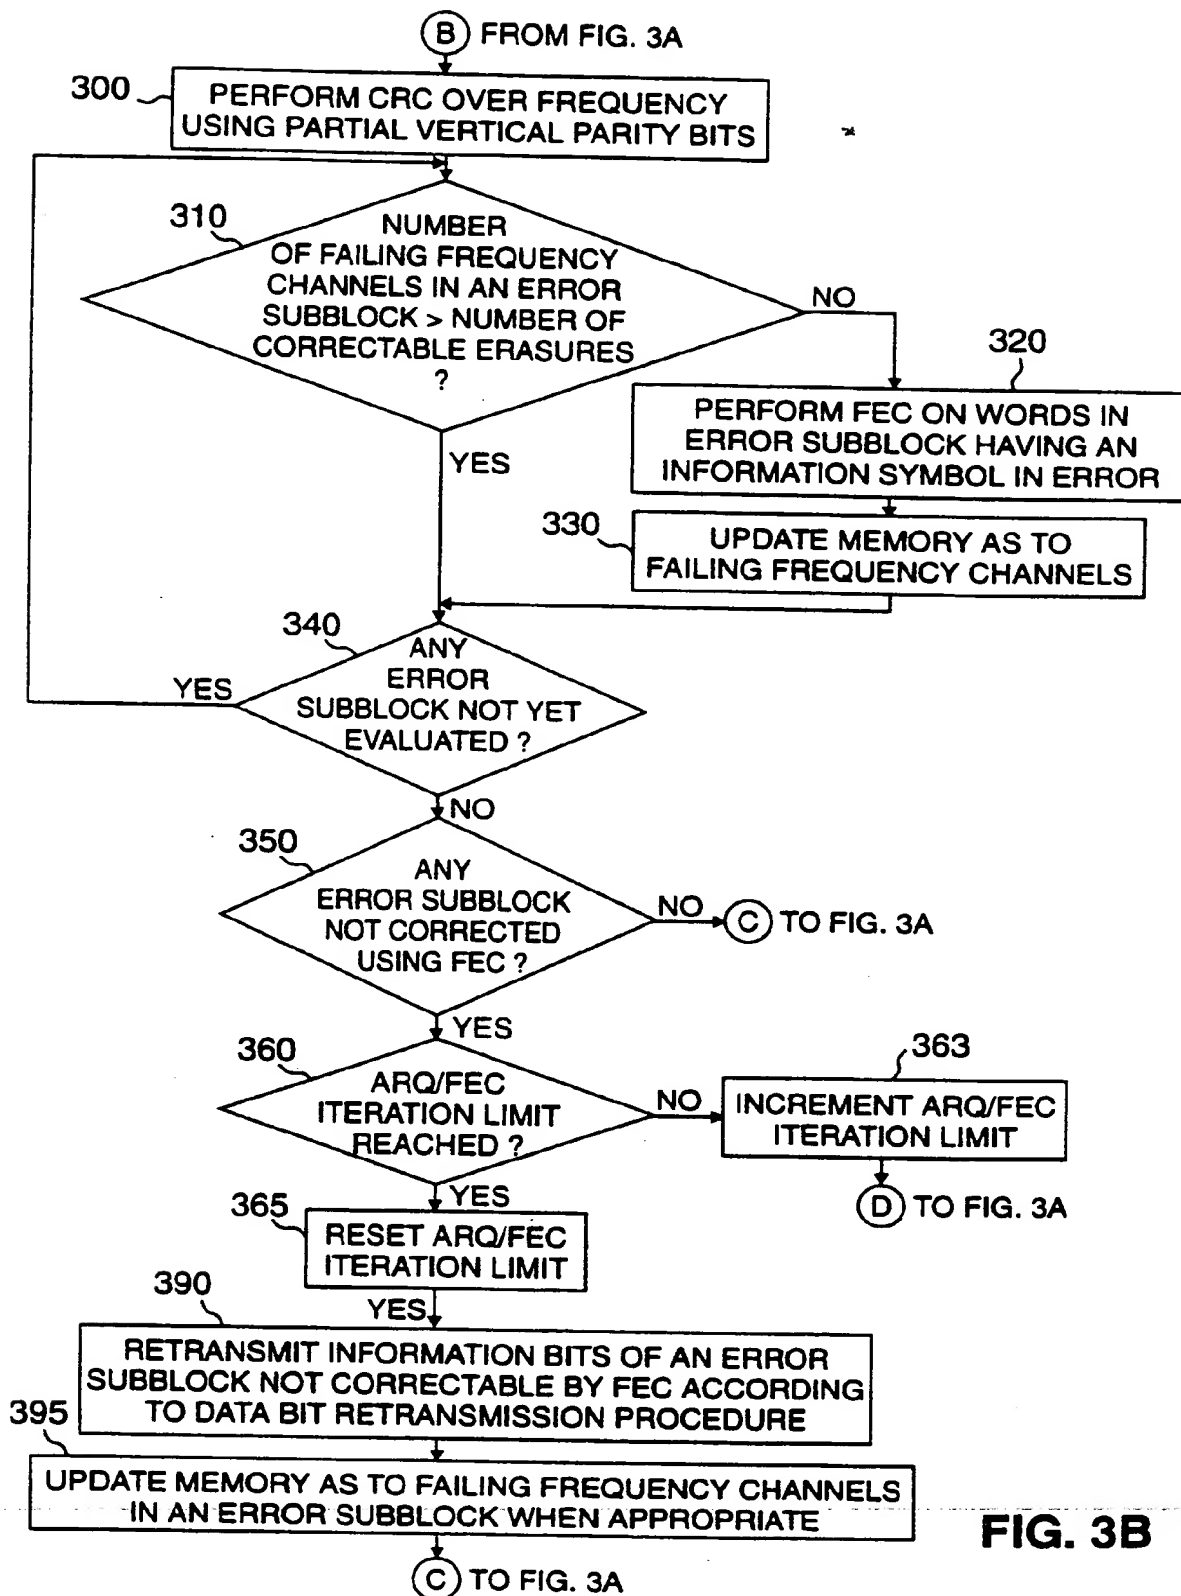 B FROM FIG. 3A
300
PERFORM CRC OVER FREQUENCY
USING PARTIAL VERTICAL PARITY BITS
310
NUMBER
OF FAILING FREQUENCY
CHANNELS IN AN ERROR
SUBBLOCK > NUMBER OF
CORRECTABLE ERASURES
?
NO
YES
320
PERFORM FEC ON WORDS IN
ERROR SUBBLOCK HAVING AN
INFORMATION SYMBOL IN ERROR
330
UPDATE MEMORY AS TO
FAILING FREQUENCY CHANNELS
340
ANY
ERROR
SUBBLOCK NOT YET
EVALUATED ?
YES
NO
350
ANY
ERROR SUBBLOCK
NOT CORRECTED
USING FEC ?
NO
C TO FIG. 3A
YES
360
ARQ/FEC
ITERATION LIMIT
REACHED ?
NO
363
INCREMENT ARQ/FEC
ITERATION LIMIT
D TO FIG. 3A
YES
365
RESET ARQ/FEC
ITERATION LIMIT
YES
390
RETRANSMIT INFORMATION BITS OF AN ERROR
SUBBLOCK NOT CORRECTABLE BY FEC ACCORDING
TO DATA BIT RETRANSMISSION PROCEDURE
395
UPDATE MEMORY AS TO FAILING FREQUENCY CHANNELS
IN AN ERROR SUBBLOCK WHEN APPROPRIATE
C TO FIG. 3A
FIG. 3B